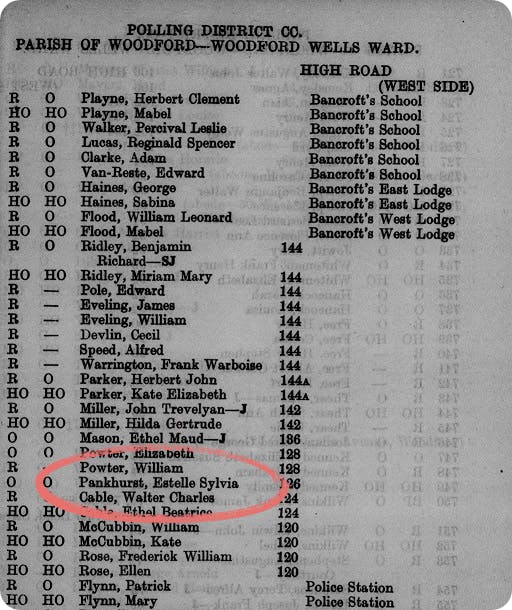 POLLING DISTRICT CC.
PARISH OF WOODFORD—WOODFORD WELLS WARD.
HIGH ROAD
(WEST SIDE)
R O Playne, Herbert Clement Bancroft's School
HO HO Playne, Mabel Bancroft's School
R O Walker, Percival Leslie Bancroft's School
R O Lucas, Reginald Spencer Bancroft's School
R O Clarke, Adam Bancroft's School
R O Van-Reste, Edward Bancroft's School
R O Haines, George Bancroft's East Lodge
HO HO Haines, Sabina Bancroft's East Lodge
R O Flood, William Leonard Bancroft's West Lodge
HO HO Flood, Mabel Bancroft's West Lodge
R O Ridley, Benjamin 144
Richard—SJ
HO HO Ridley, Miriam Mary 144
R — Pole, Edward 144
R — Eveling, James 144
R — Eveling, William 144
R — Devlin, Cecil 144
R — Speed, Alfred 144
R — Warrington, Frank Warboise 144
R O Parker, Herbert John 144A
HO HO Parker, Kate Elizabeth 144A
R O Miller, John Trevelyan—J 142
HO HO Miller, Hilda Gertrude 142
O O Mason, Ethel Maud—J 136
O O Powter, Elizabeth 128
R — Powter, William 128
O O Pankhurst, Estelle Sylvia 126
R O Cable, Walter Charles 124
HO HO Cable, Ethel Beatrice 124
R O McCubbin, William 120
HO HO McCubbin, Kate 120
R O Rose, Frederick William 120
HO HO Rose, Ellen 120
R O Flynn, Patrick Police Station
HO HO Flynn, Mary Police Station